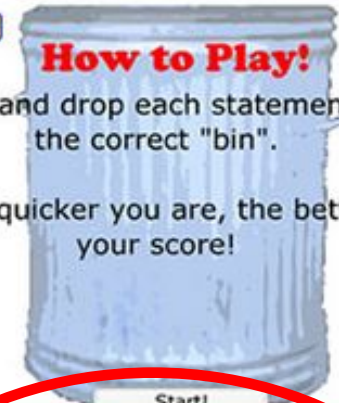 How to Play!
and drop each statemen
the correct "bin".
quicker you are, the bet
your score!
Start!